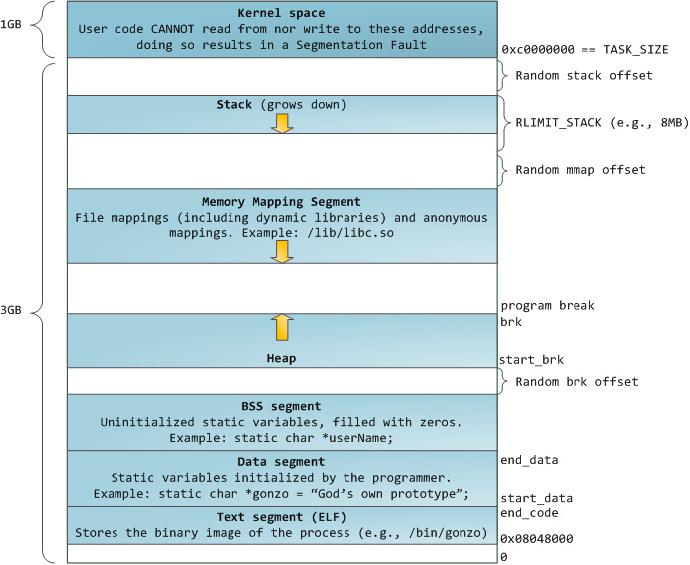 1GB
Kernel space
User code CANNOT read from nor write to these addresses,
doing so results in a Segmentation Fault
0xc0000000 == TASK_SIZE
Random stack offset
Stack (grows down)
RLIMIT_STACK (e.g., 8MB)
Random mmap offset
Memory Mapping Segment
File mappings (including dynamic libraries) and anonymous
mappings. Example: /lib/libc.so
3GB
program break
brk
Heap
start_brk
Random brk offset
BSS segment
Uninitialized static variables, filled with zeros.
Example: static char *userName;
Data segment
Static variables initialized by the programmer.
Example: static char *gonzo = “God’s own prototype”;
end_data
start_data
end_code
Text segment (ELF)
Stores the binary image of the process (e.g., /bin/gonzo)
0x08048000
0